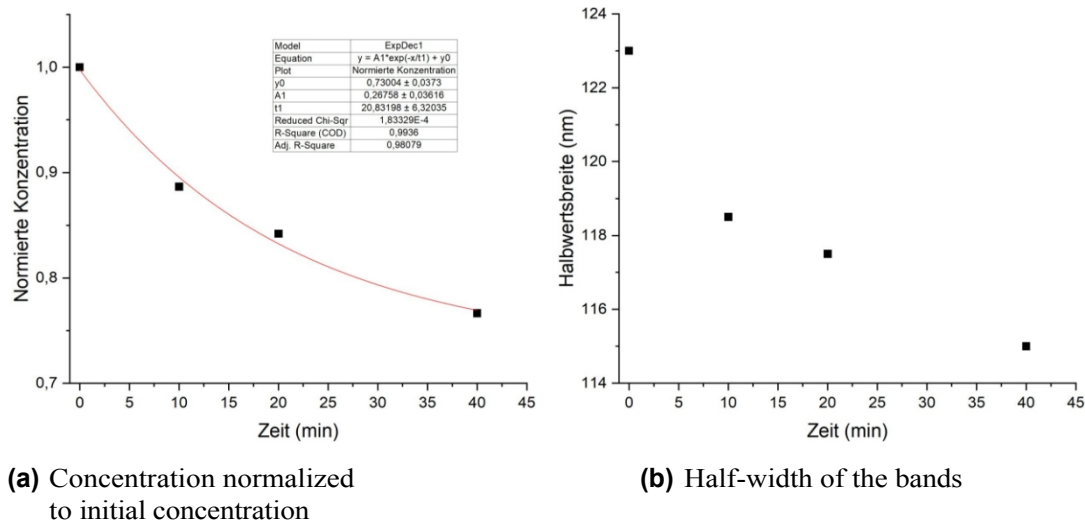 Normierte Konzentration
1,0
0,9
0,8
0,7
0 5 10 15 20 25 30 35 40 45
Zeit (min)
Model ExpDec1
Equation y = A1*exp(-x/t1) + y0
Plot Normierte Konzentration
y0 0,73004 ± 0,0373
A1 0,26758 ± 0,03616
t1 20,83198 ± 6,32035
Reduced Chi-Sqr 1,83329E-4
R-Square (COD) 0,9936
Adj. R-Square 0,98079
(a) Concentration normalized
to initial concentration
Halbwertsbreite (nm)
124
122
120
118
116
114
0 5 10 15 20 25 30 35 40 45
Zeit (min)
(b) Half-width of the bands